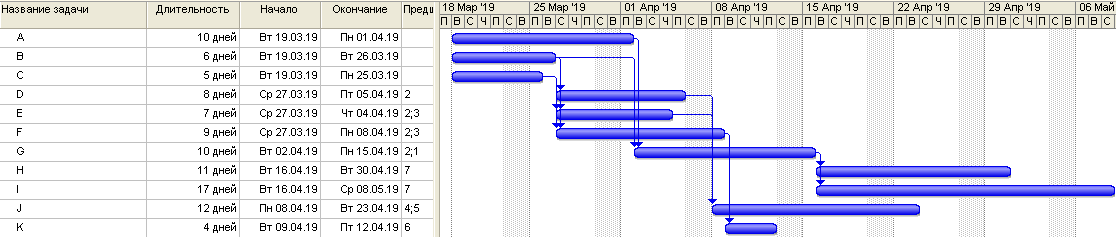 Название задачи Длительность Начало Окончание Предш 18 Мар '19 25 Мар '19 01 Апр '19 08 Апр '19 15 Апр '19 22 Апр '19 29 Апр '19 06 Май
П В С Ч П С В П В С Ч П С В П В С Ч П С В П В С Ч П С В П В С Ч П С В П В С Ч П С В П В С Ч П С В П В С
A 10 дней Вт 19.03.19 Пн 01.04.19
B 6 дней Вт 19.03.19 Вт 26.03.19
C 5 дней Вт 19.03.19 Пн 25.03.19
D 8 дней Ср 27.03.19 Пт 05.04.19 2
E 7 дней Ср 27.03.19 Чт 04.04.19 2;3
F 9 дней Ср 27.03.19 Пн 08.04.19 2;3
G 10 дней Вт 02.04.19 Пн 15.04.19 2;1
H 11 дней Вт 16.04.19 Вт 30.04.19 7
I 17 дней Вт 16.04.19 Ср 08.05.19 7
J 12 дней Пн 08.04.19 Вт 23.04.19 4;5
K 4 дней Вт 09.04.19 Пт 12.04.19 6